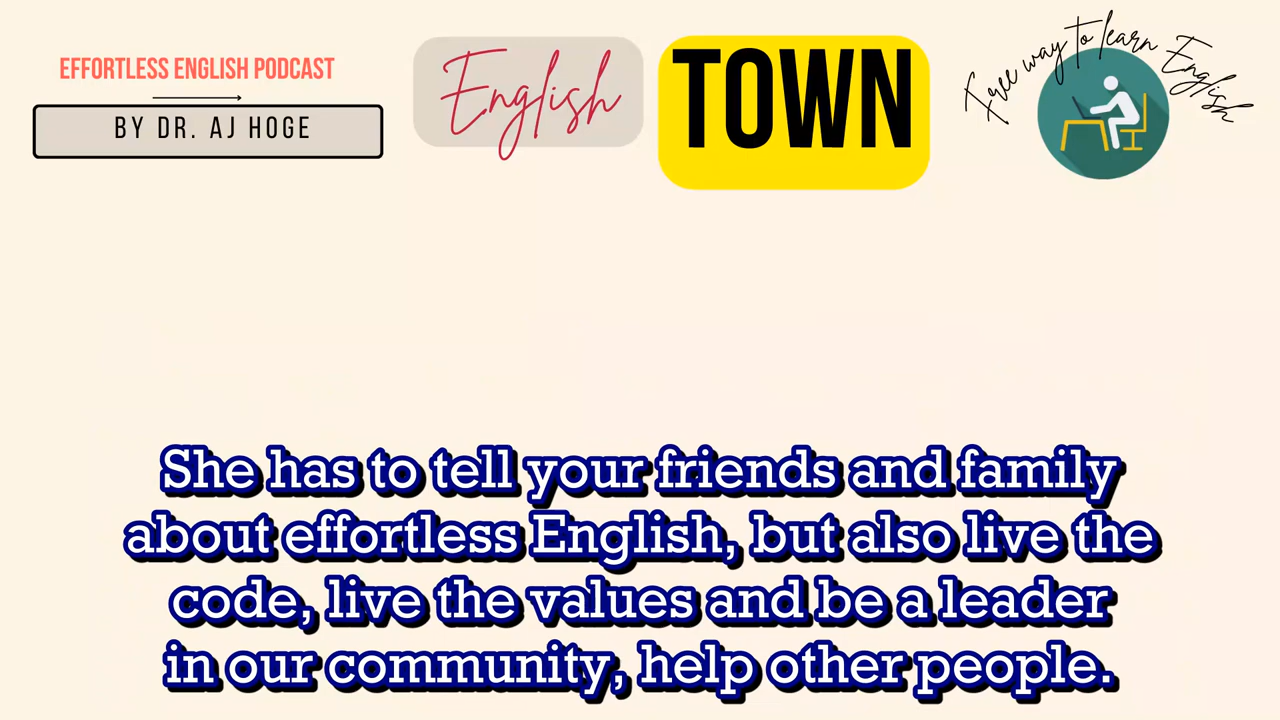 EFFORTLESS ENGLISH PODCAST
BY DR. AJ HOGE
English
TOWN
Free way to learn English
She has to tell your friends and family
about effortless English, but also live the
code, live the values and be a leader
in our community, help other people.